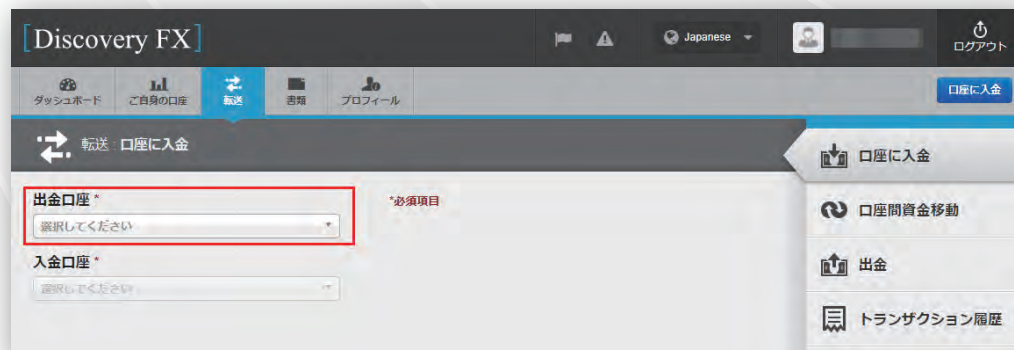 [Discovery FX]
Japanese
ログアウト
ダッシュボード
ご自身の口座
転送
書類
プロフィール
口座に入金
転送 : 口座に入金
出金口座 *
*必須項目
選択してください
入金口座 *
選択してください
口座に入金
口座間資金移動
出金
トランザクション履歴